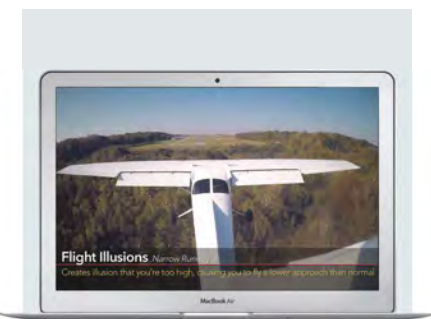 Flight Illusions Narrow Runway
Creates illusion that you're too high, causing you to fly a lower approach than normal
MacBook Air